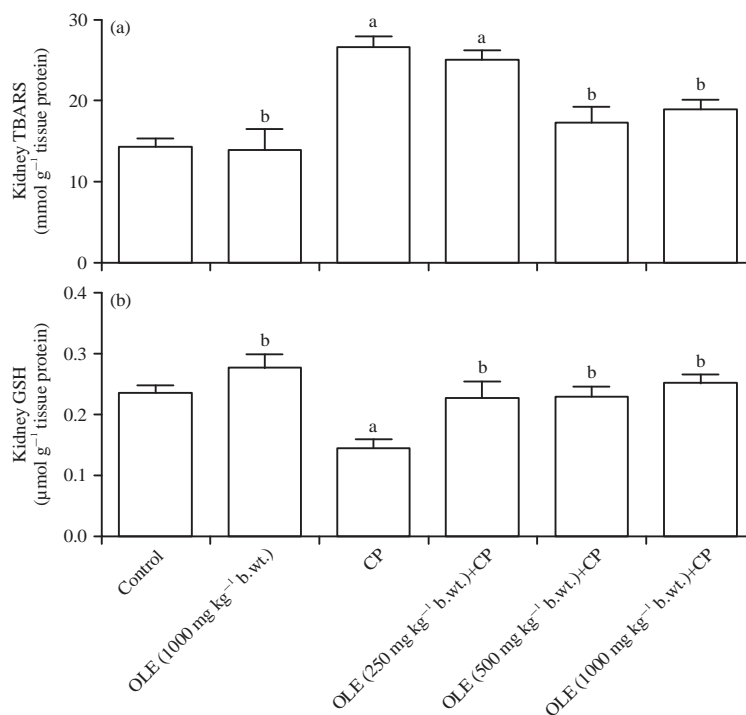 (a)
Kidney TBARS
(mmol g⁻¹ tissue protein)
30
20
10
0
a
a
b
b
b
(b)
Kidney GSH
(µmol g⁻¹ tissue protein)
0.4
0.3
0.2
0.1
0.0
b
a
b
b
b
Control
OLE (1000 mg kg⁻¹ b.wt.)
CP
OLE (250 mg kg⁻¹ b.wt.)+CP
OLE (500 mg kg⁻¹ b.wt.)+CP
OLE (1000 mg kg⁻¹ b.wt.)+CP